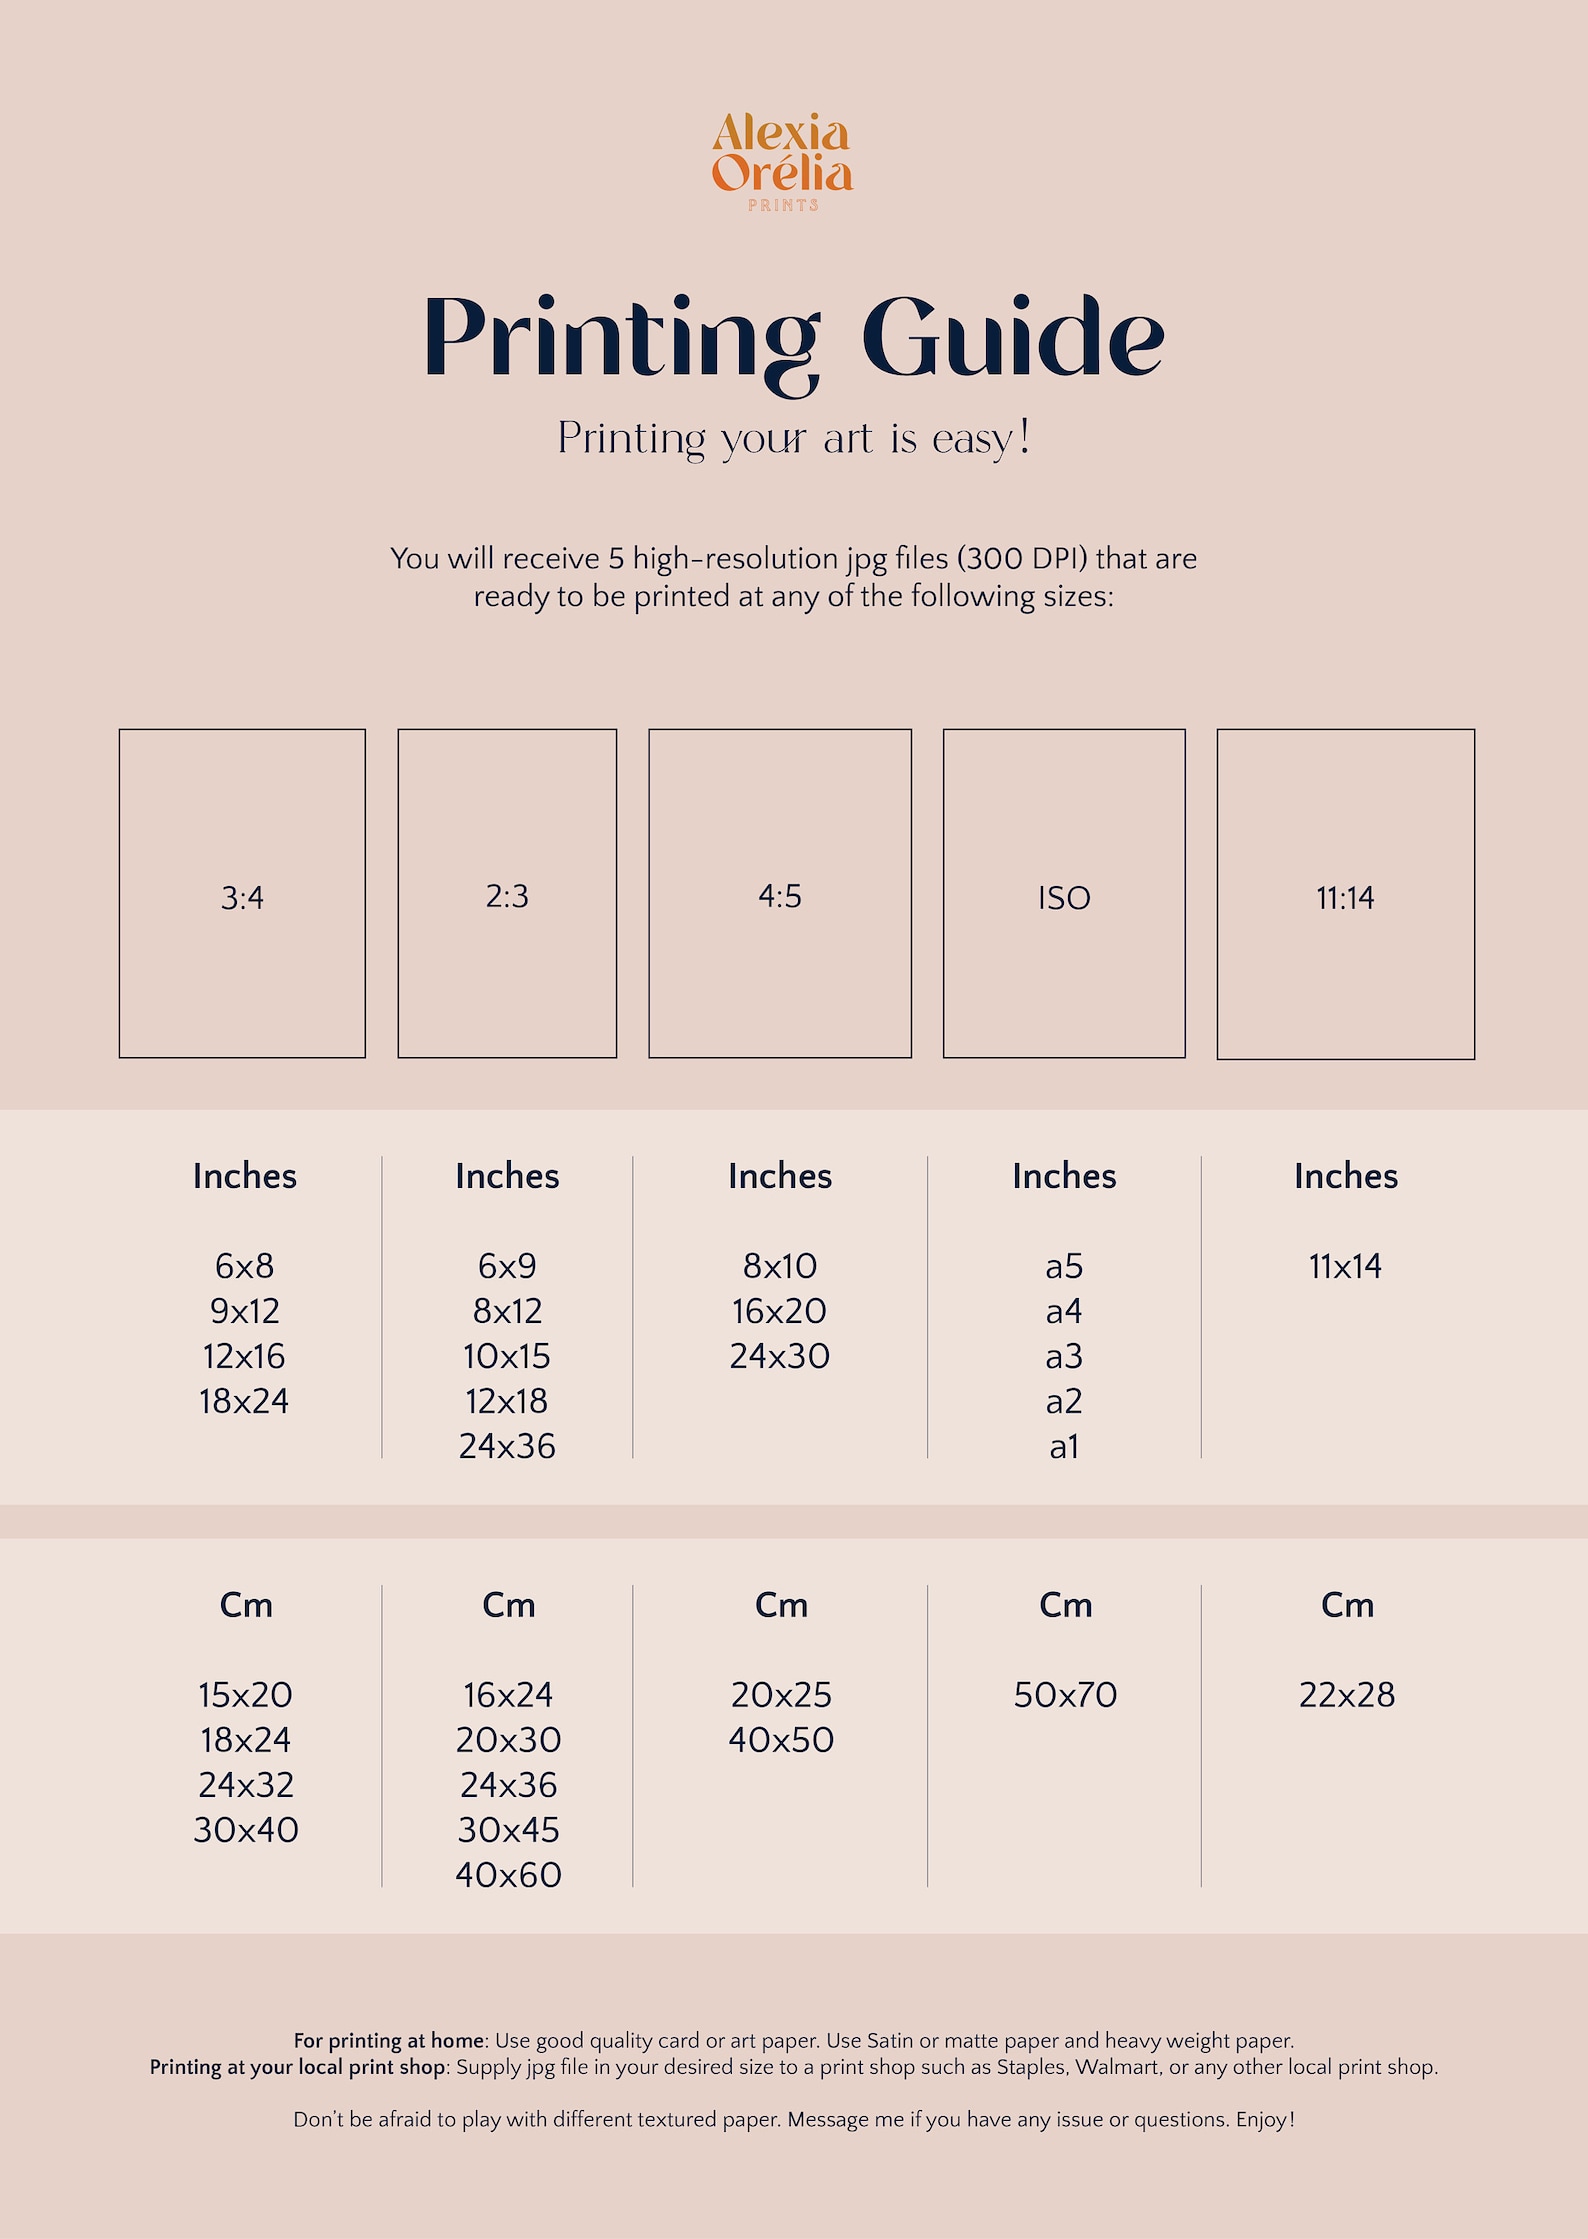 Alexia
Orélia
PRINTS
Printing Guide
Printing your art is easy!
You will receive 5 high-resolution jpg files (300 DPI) that are
ready to be printed at any of the following sizes:
3:4
2:3
4:5
ISO
11:14
Inches
6x8
9x12
12x16
18x24
Inches
6x9
8x12
10x15
12x18
24x36
Inches
8x10
16x20
24x30
Inches
a5
a4
a3
a2
a1
Inches
11x14
Cm
15x20
18x24
24x32
30x40
Cm
16x24
20x30
24x36
30x45
40x60
Cm
20x25
40x50
Cm
50x70
Cm
22x28
For printing at home: Use good quality card or art paper. Use Satin or matte paper and heavy weight paper.
Printing at your local print shop: Supply jpg file in your desired size to a print shop such as Staples, Walmart, or any other local print shop.
Don't be afraid to play with different textured paper. Message me if you have any issue or questions. Enjoy!